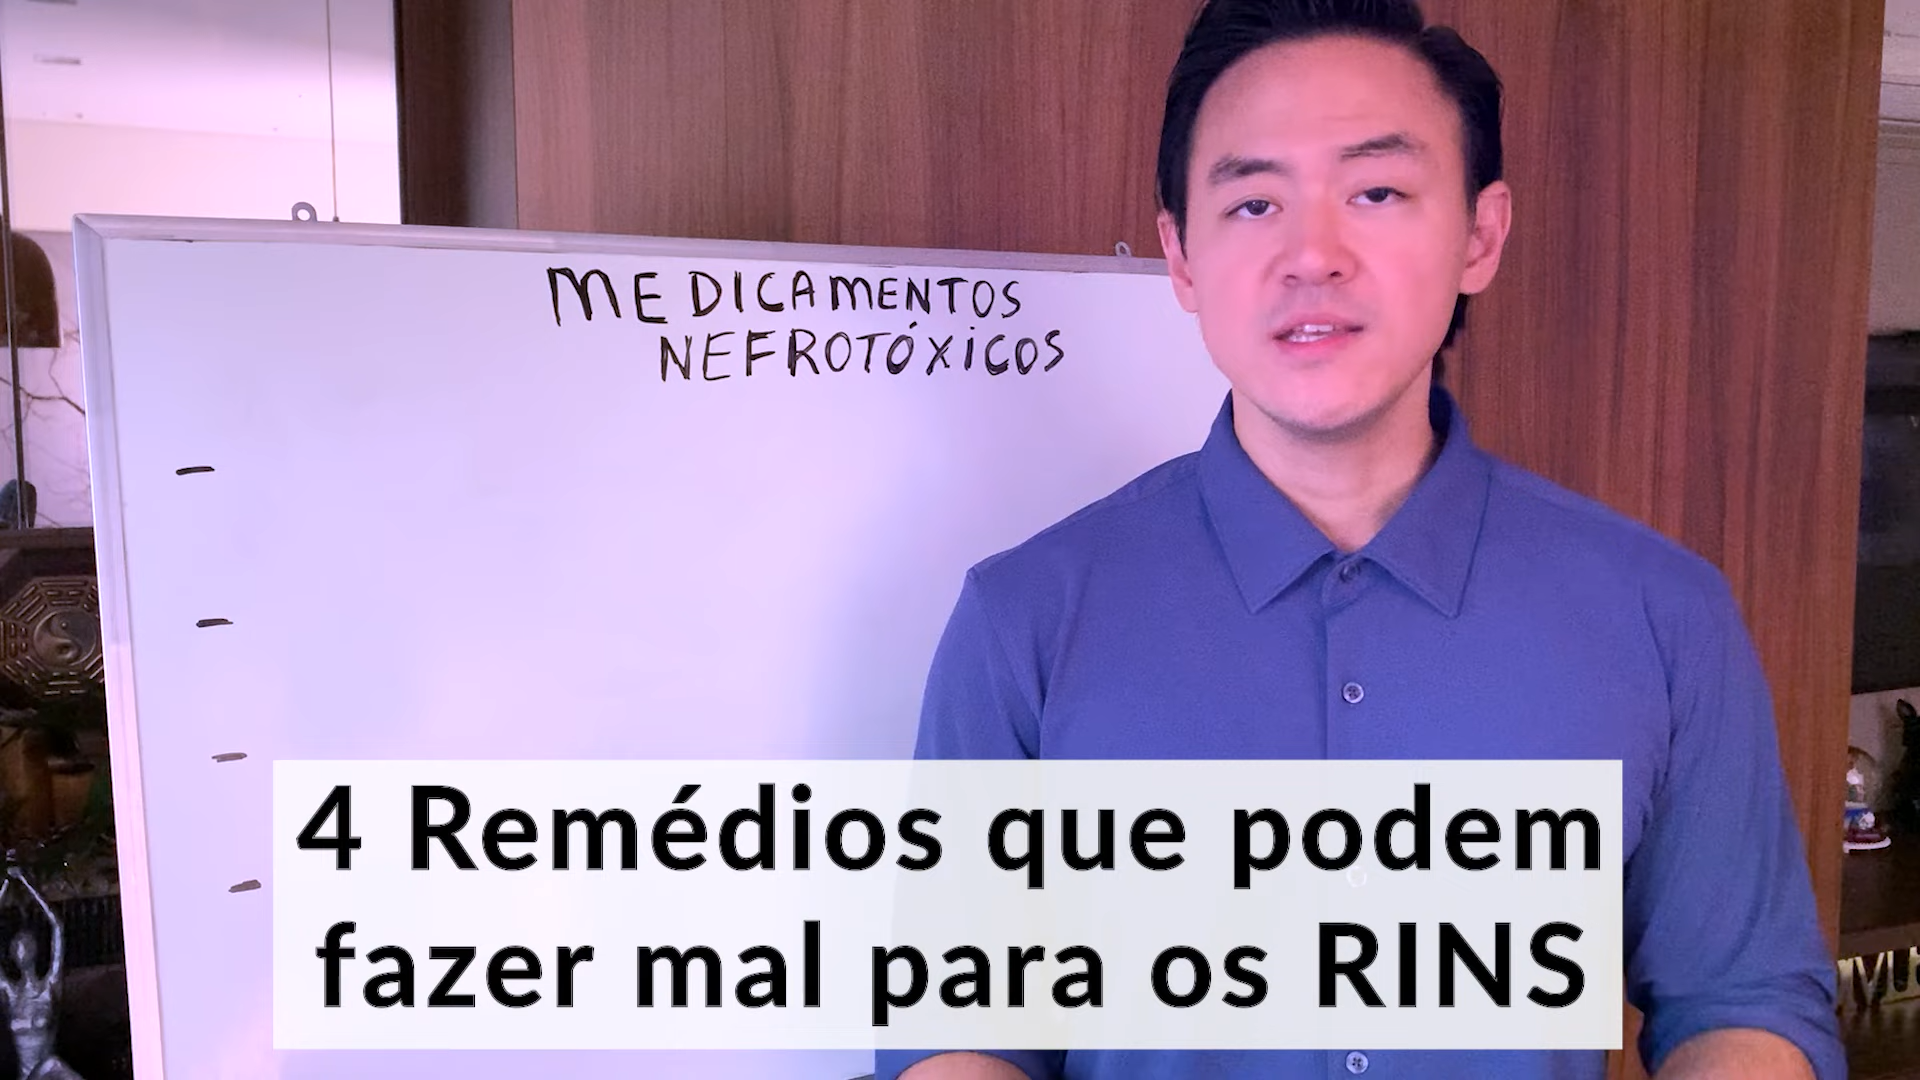 MEDICAMENTOS
NEFROTÓXICOS
4 Remédios que podem
fazer mal para os RINS